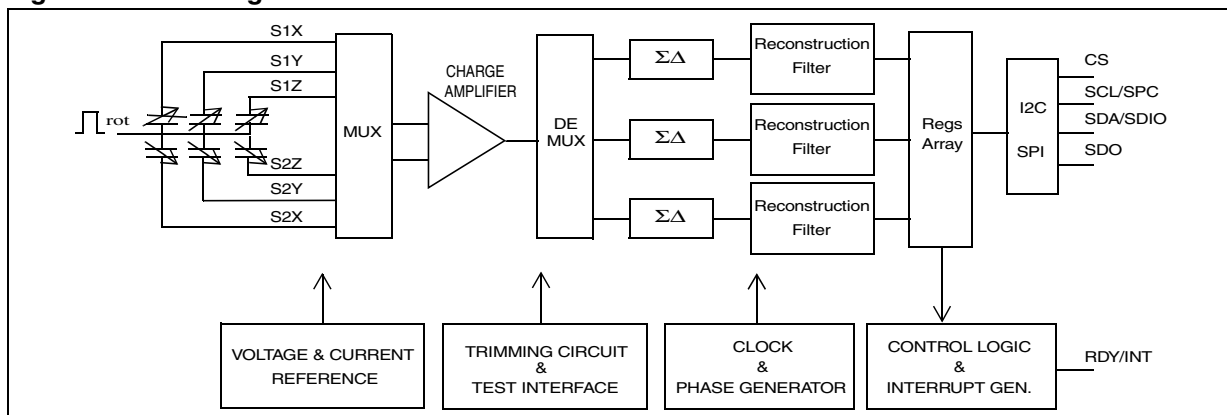 S1X
S1Y
S1Z
rot
S2Z
S2Y
S2X
MUX
CHARGE
AMPLIFIER
DE
MUX
ΣΔ
ΣΔ
ΣΔ
Reconstruction
Filter
Reconstruction
Filter
Reconstruction
Filter
Regs
Array
I2C
SPI
CS
SCL/SPC
SDA/SDIO
SDO
VOLTAGE & CURRENT
REFERENCE
TRIMMING CIRCUIT
&
TEST INTERFACE
CLOCK
&
PHASE GENERATOR
CONTROL LOGIC
&
INTERRUPT GEN.
RDY/INT